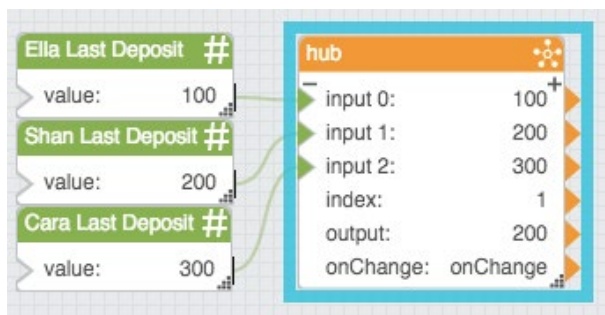 Ella Last Deposit #
value: 100
Shan Last Deposit #
value: 200
Cara Last Deposit #
value: 300
hub
− +
input 0: 100
input 1: 200
input 2: 300
index: 1
output: 200
onChange: onChange